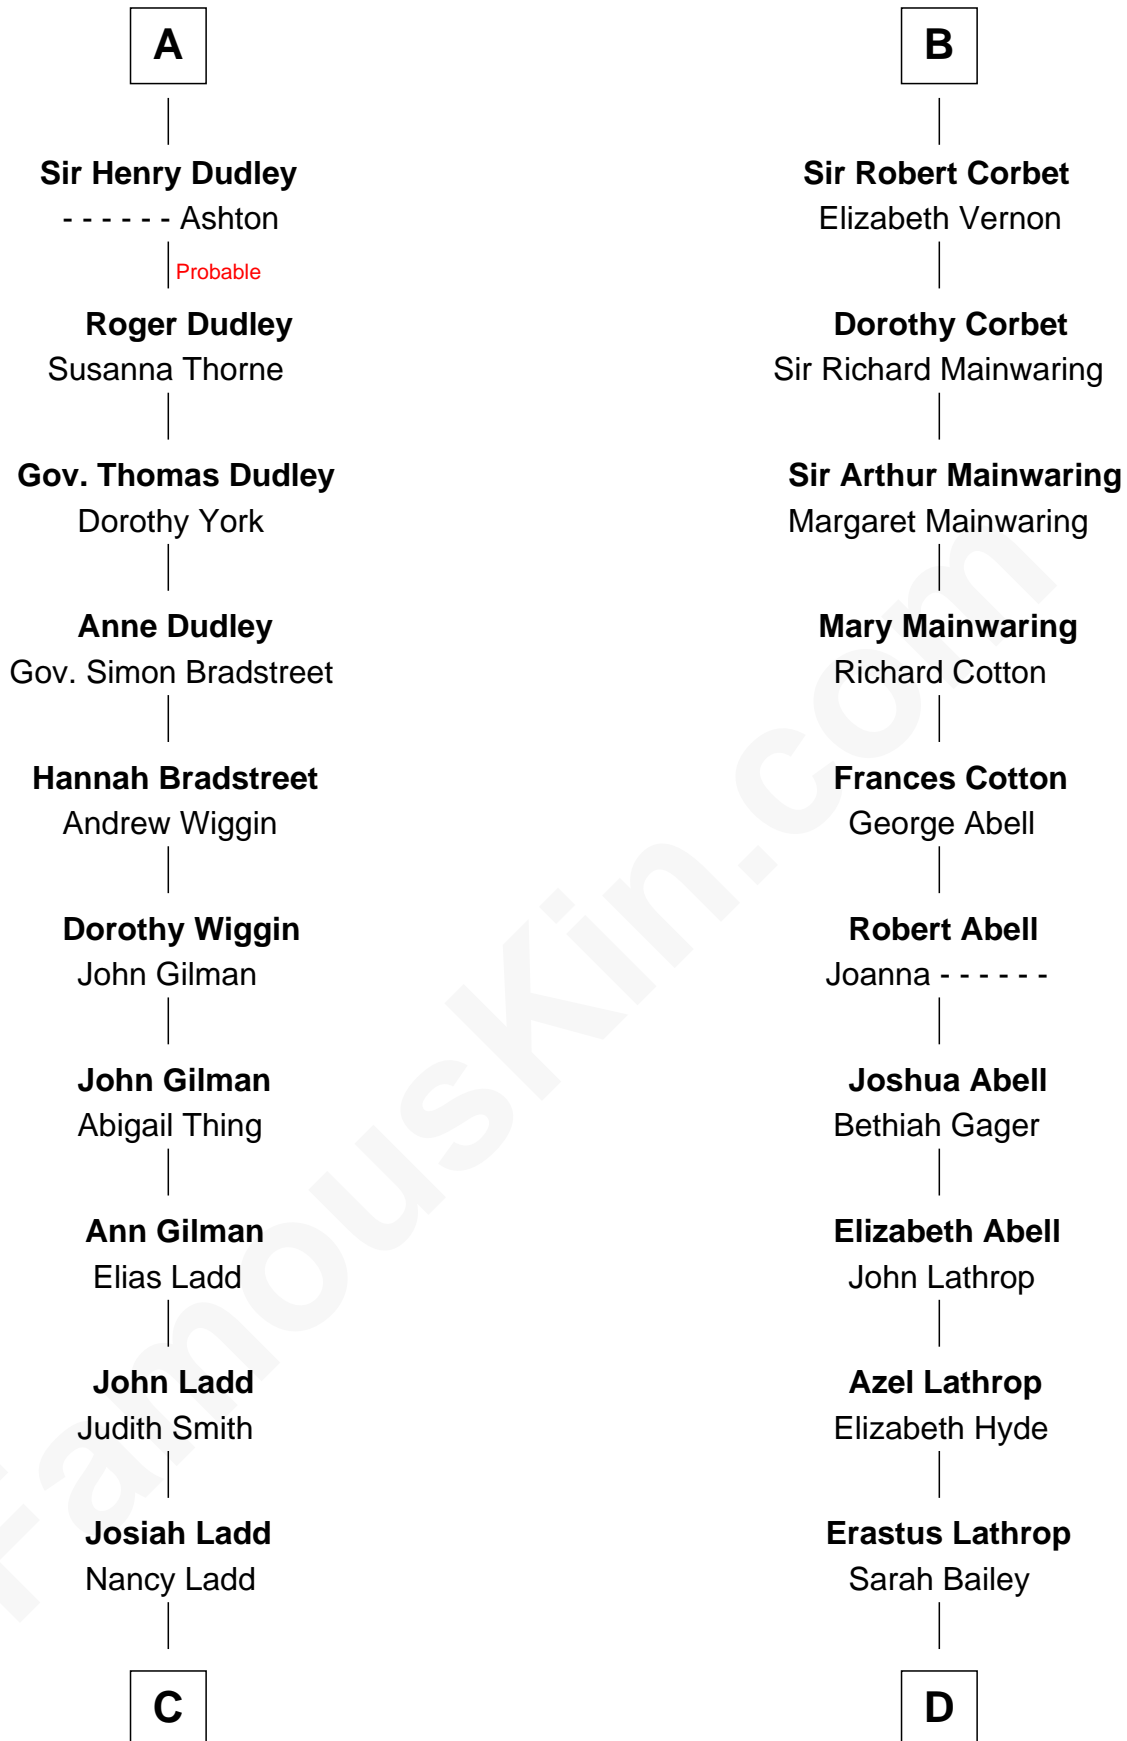 A
Sir Henry Dudley
- - - - - - Ashton
Probable
Roger Dudley
Susanna Thorne
Gov. Thomas Dudley
Dorothy York
Anne Dudley
Gov. Simon Bradstreet
Hannah Bradstreet
Andrew Wiggin
Dorothy Wiggin
John Gilman
John Gilman
Abigail Thing
Ann Gilman
Elias Ladd
John Ladd
Judith Smith
Josiah Ladd
Nancy Ladd
C
B
Sir Robert Corbet
Elizabeth Vernon
Dorothy Corbet
Sir Richard Mainwaring
Sir Arthur Mainwaring
Margaret Mainwaring
Mary Mainwaring
Richard Cotton
Frances Cotton
George Abell
Robert Abell
Joanna - - - - - -
Joshua Abell
Bethiah Gager
Elizabeth Abell
John Lathrop
Azel Lathrop
Elizabeth Hyde
Erastus Lathrop
Sarah Bailey
D
FamousKin.com